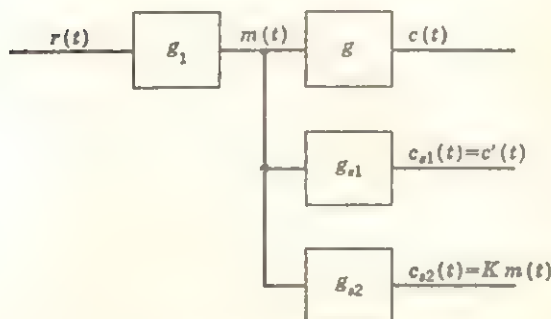 r(t)
g₁
m(t)
g
c(t)
gₛ₁
cₛ₁(t)=c'(t)
gₛ₂
cₛ₂(t)=K m(t)